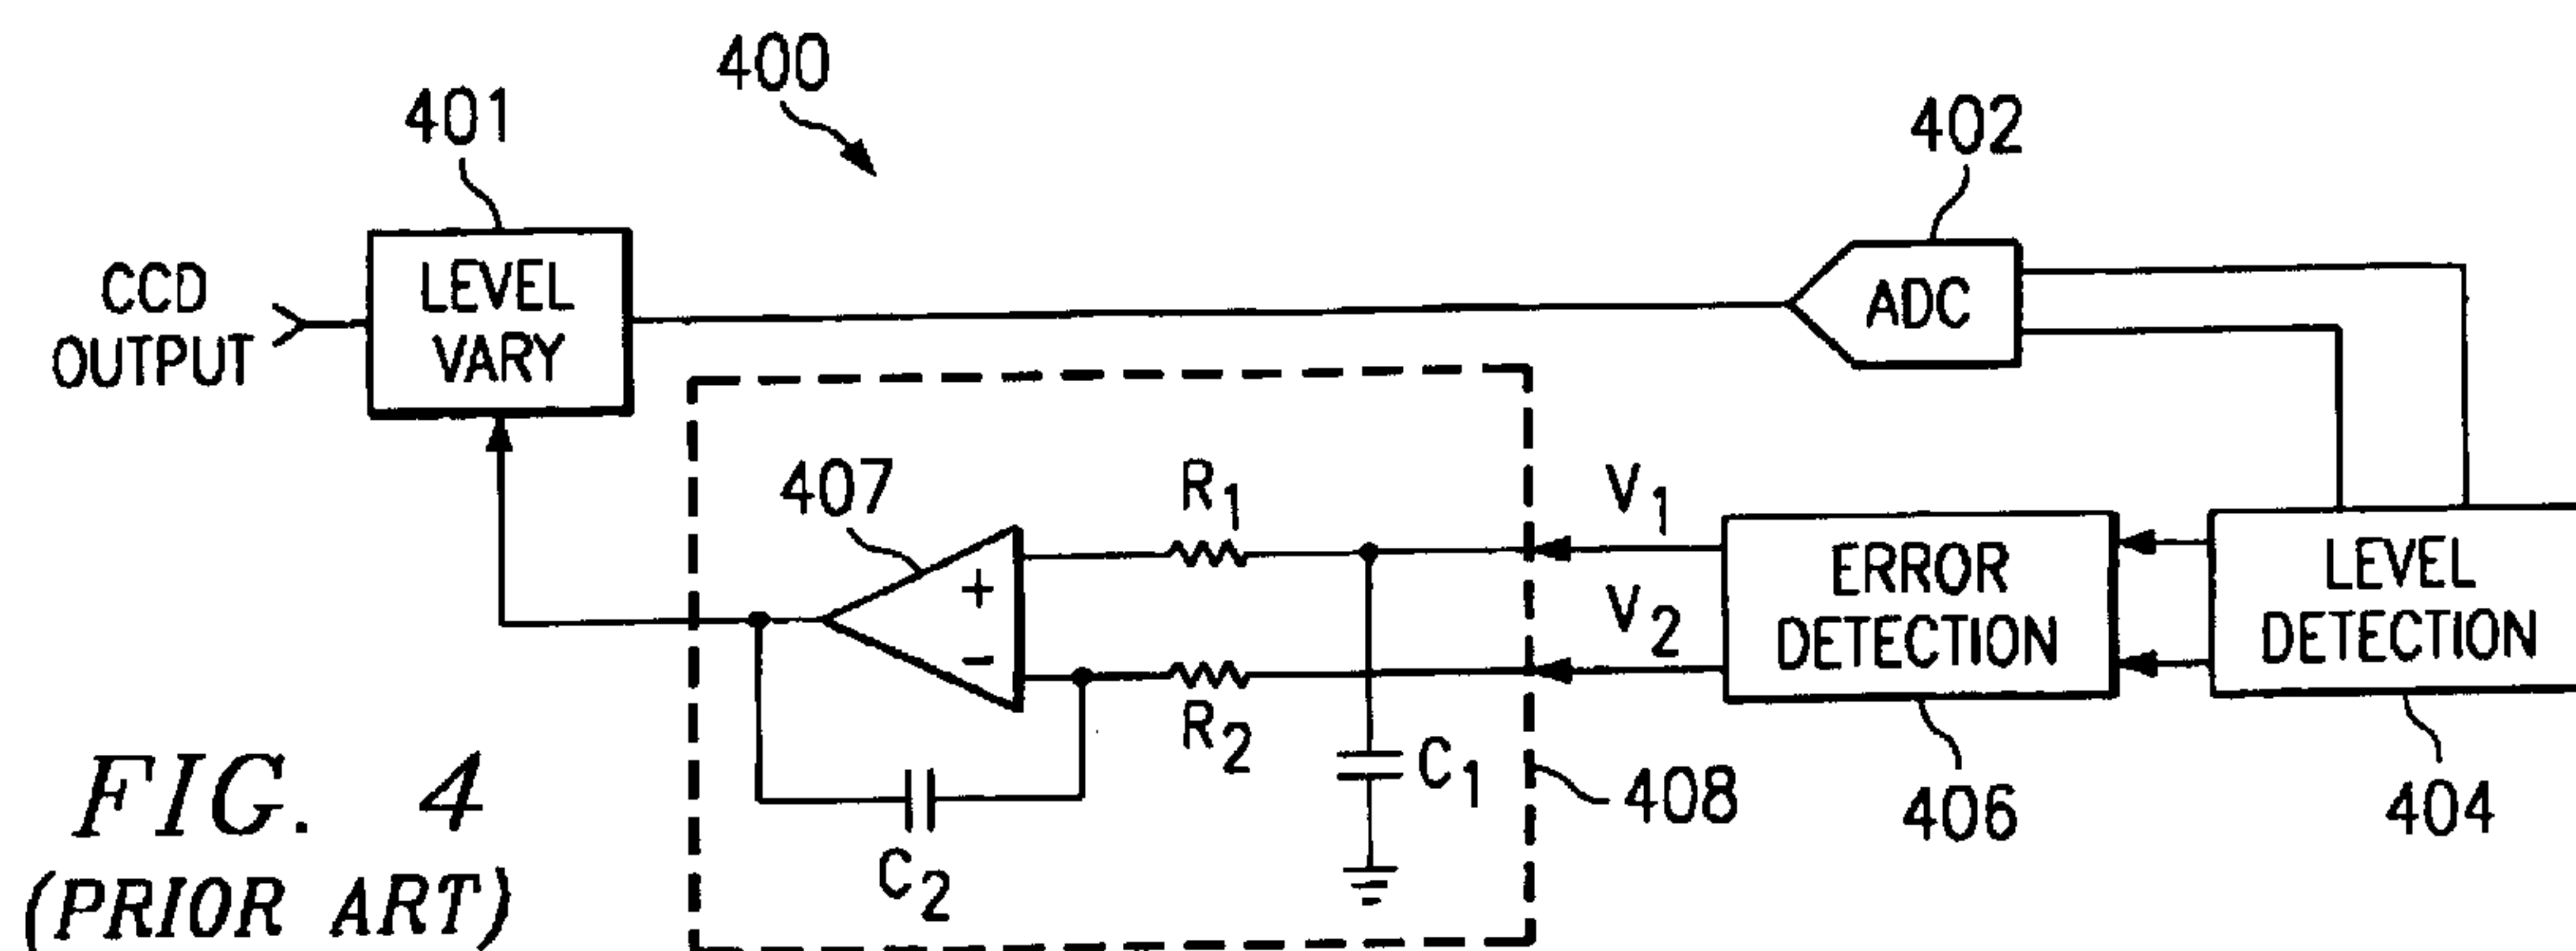 400
401
402
CCD
OUTPUT
LEVEL
VARY
ADC
407
+
−
R1
R2
C1
C2
V1
V2
ERROR
DETECTION
LEVEL
DETECTION
408
406
404
FIG. 4
(PRIOR ART)